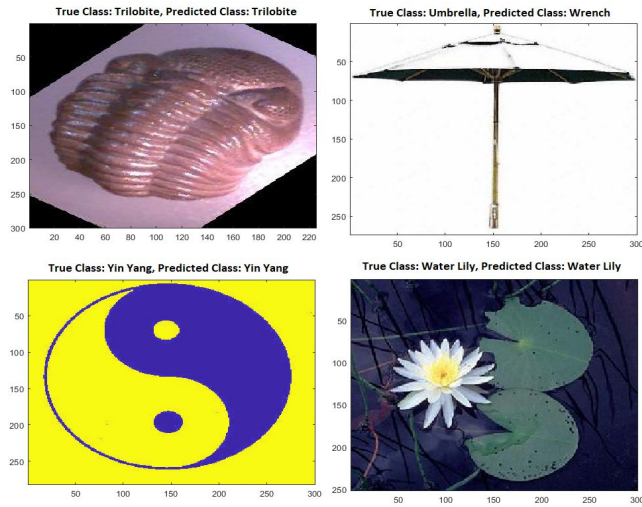 True Class: Trilobite, Predicted Class: Trilobite
50
100
150
200
250
300
20 40 60 80 100 120 140 160 180 200 220
True Class: Umbrella, Predicted Class: Wrench
50
100
150
200
250
50 100 150 200 250 300
True Class: Yin Yang, Predicted Class: Yin Yang
50
100
150
200
250
50 100 150 200 250 300
True Class: Water Lily, Predicted Class: Water Lily
50
100
150
200
250
50 100 150 200 250 300